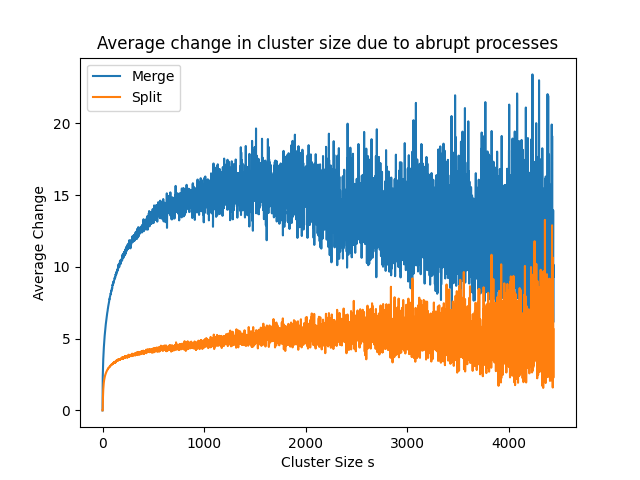 Average change in cluster size due to abrupt processes
Merge
Split
Average Change
20
15
10
5
0
0 1000 2000 3000 4000
Cluster Size s